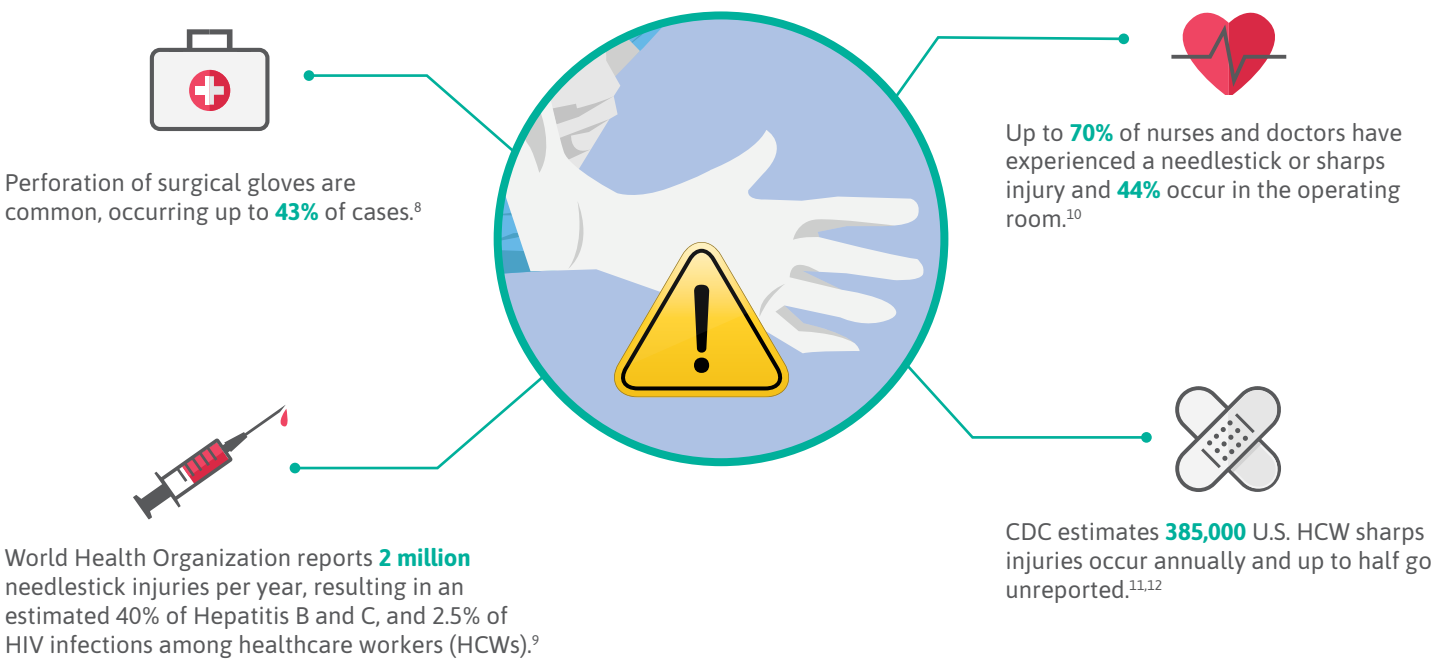 Perforation of surgical gloves are
common, occurring up to 43% of cases.8
Up to 70% of nurses and doctors have
experienced a needlestick or sharps
injury and 44% occur in the operating
room.10
World Health Organization reports 2 million
needlestick injuries per year, resulting in an
estimated 40% of Hepatitis B and C, and 2.5% of
HIV infections among healthcare workers (HCWs).9
CDC estimates 385,000 U.S. HCW sharps
injuries occur annually and up to half go
unreported.11,12